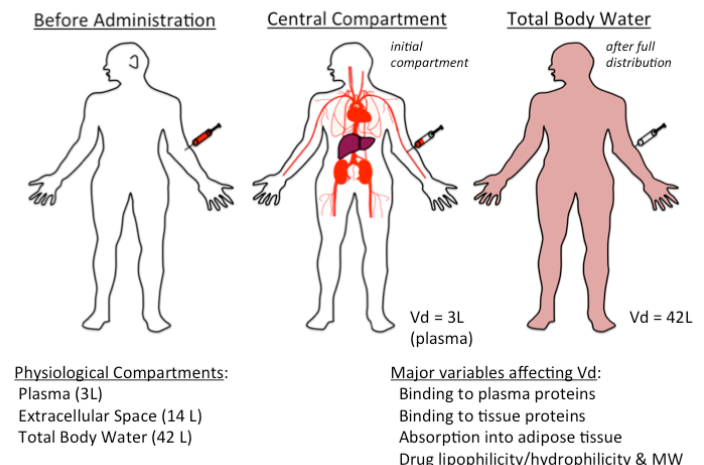 Before Administration
Central Compartment
Total Body Water
initial
compartment
after full
distribution
Vd = 3L
(plasma)
Vd = 42L
Physiological Compartments:
Plasma (3L)
Extracellular Space (14 L)
Total Body Water (42 L)
Major variables affecting Vd:
Binding to plasma proteins
Binding to tissue proteins
Absorption into adipose tissue
Drug lipophilicity/hydrophilicity & MW